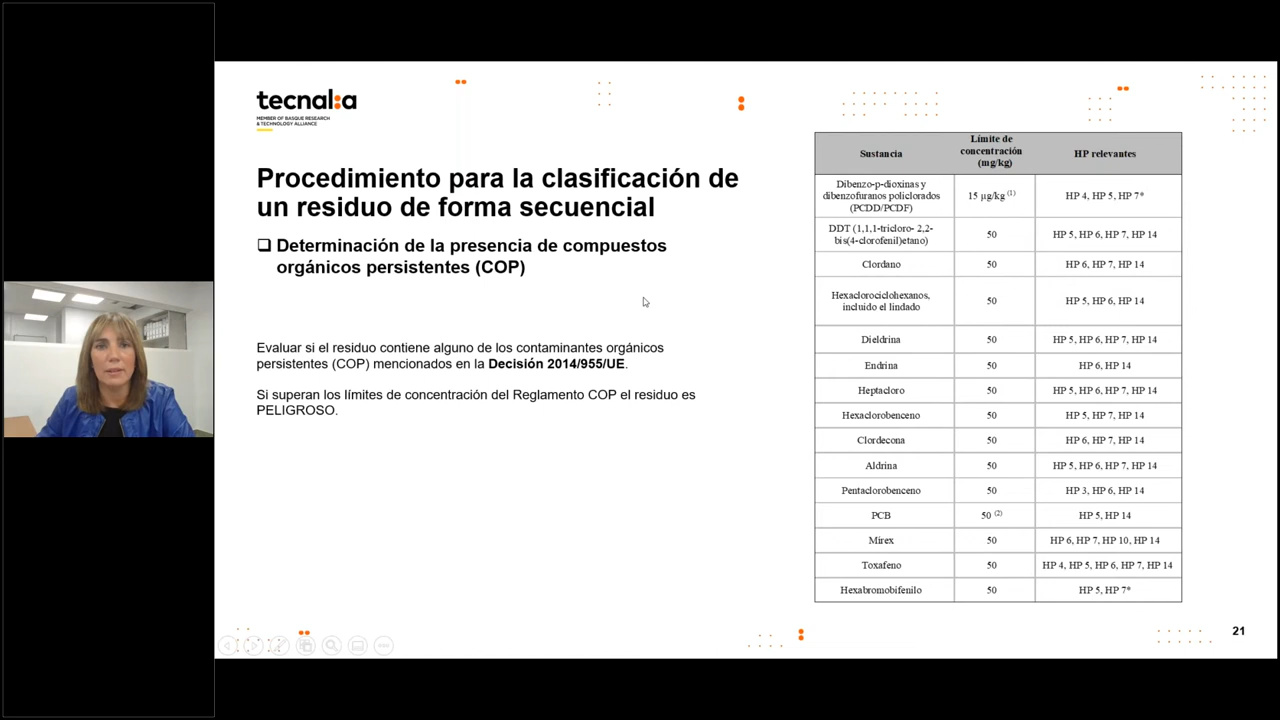 tecnal:a
MEMBER OF BASQUE RESEARCH
& TECHNOLOGY ALLIANCE
Procedimiento para la clasificación de
un residuo de forma secuencial
❑ Determinación de la presencia de compuestos
orgánicos persistentes (COP)
Evaluar si el residuo contiene alguno de los contaminantes orgánicos
persistentes (COP) mencionados en la Decisión 2014/955/UE.
Si superan los límites de concentración del Reglamento COP el residuo es
PELIGROSO.
Sustancia Límite de concentración (mg/kg) HP relevantes
Dibenzo-p-dioxinas y
dibenzofuranos policlorados
(PCDD/PCDF) 15 µg/kg (1) HP 4, HP 5, HP 7*
DDT (1,1,1-tricloro- 2,2-
bis(4-clorofenil)etano) 50 HP 5, HP 6, HP 7, HP 14
Clordano 50 HP 6, HP 7, HP 14
Hexaclorociclohexanos,
incluido el lindado 50 HP 5, HP 6, HP 14
Dieldrina 50 HP 5, HP 6, HP 7, HP 14
Endrina 50 HP 6, HP 14
Heptacloro 50 HP 5, HP 6, HP 7, HP 14
Hexaclorobenceno 50 HP 5, HP 7, HP 14
Clordecona 50 HP 6, HP 7, HP 14
Aldrina 50 HP 5, HP 6, HP 7, HP 14
Pentaclorobenceno 50 HP 3, HP 6, HP 14
PCB 50 (2) HP 5, HP 14
Mirex 50 HP 6, HP 7, HP 10, HP 14
Toxafeno 50 HP 4, HP 5, HP 6, HP 7, HP 14
Hexabromobifenilo 50 HP 5, HP 7*
21